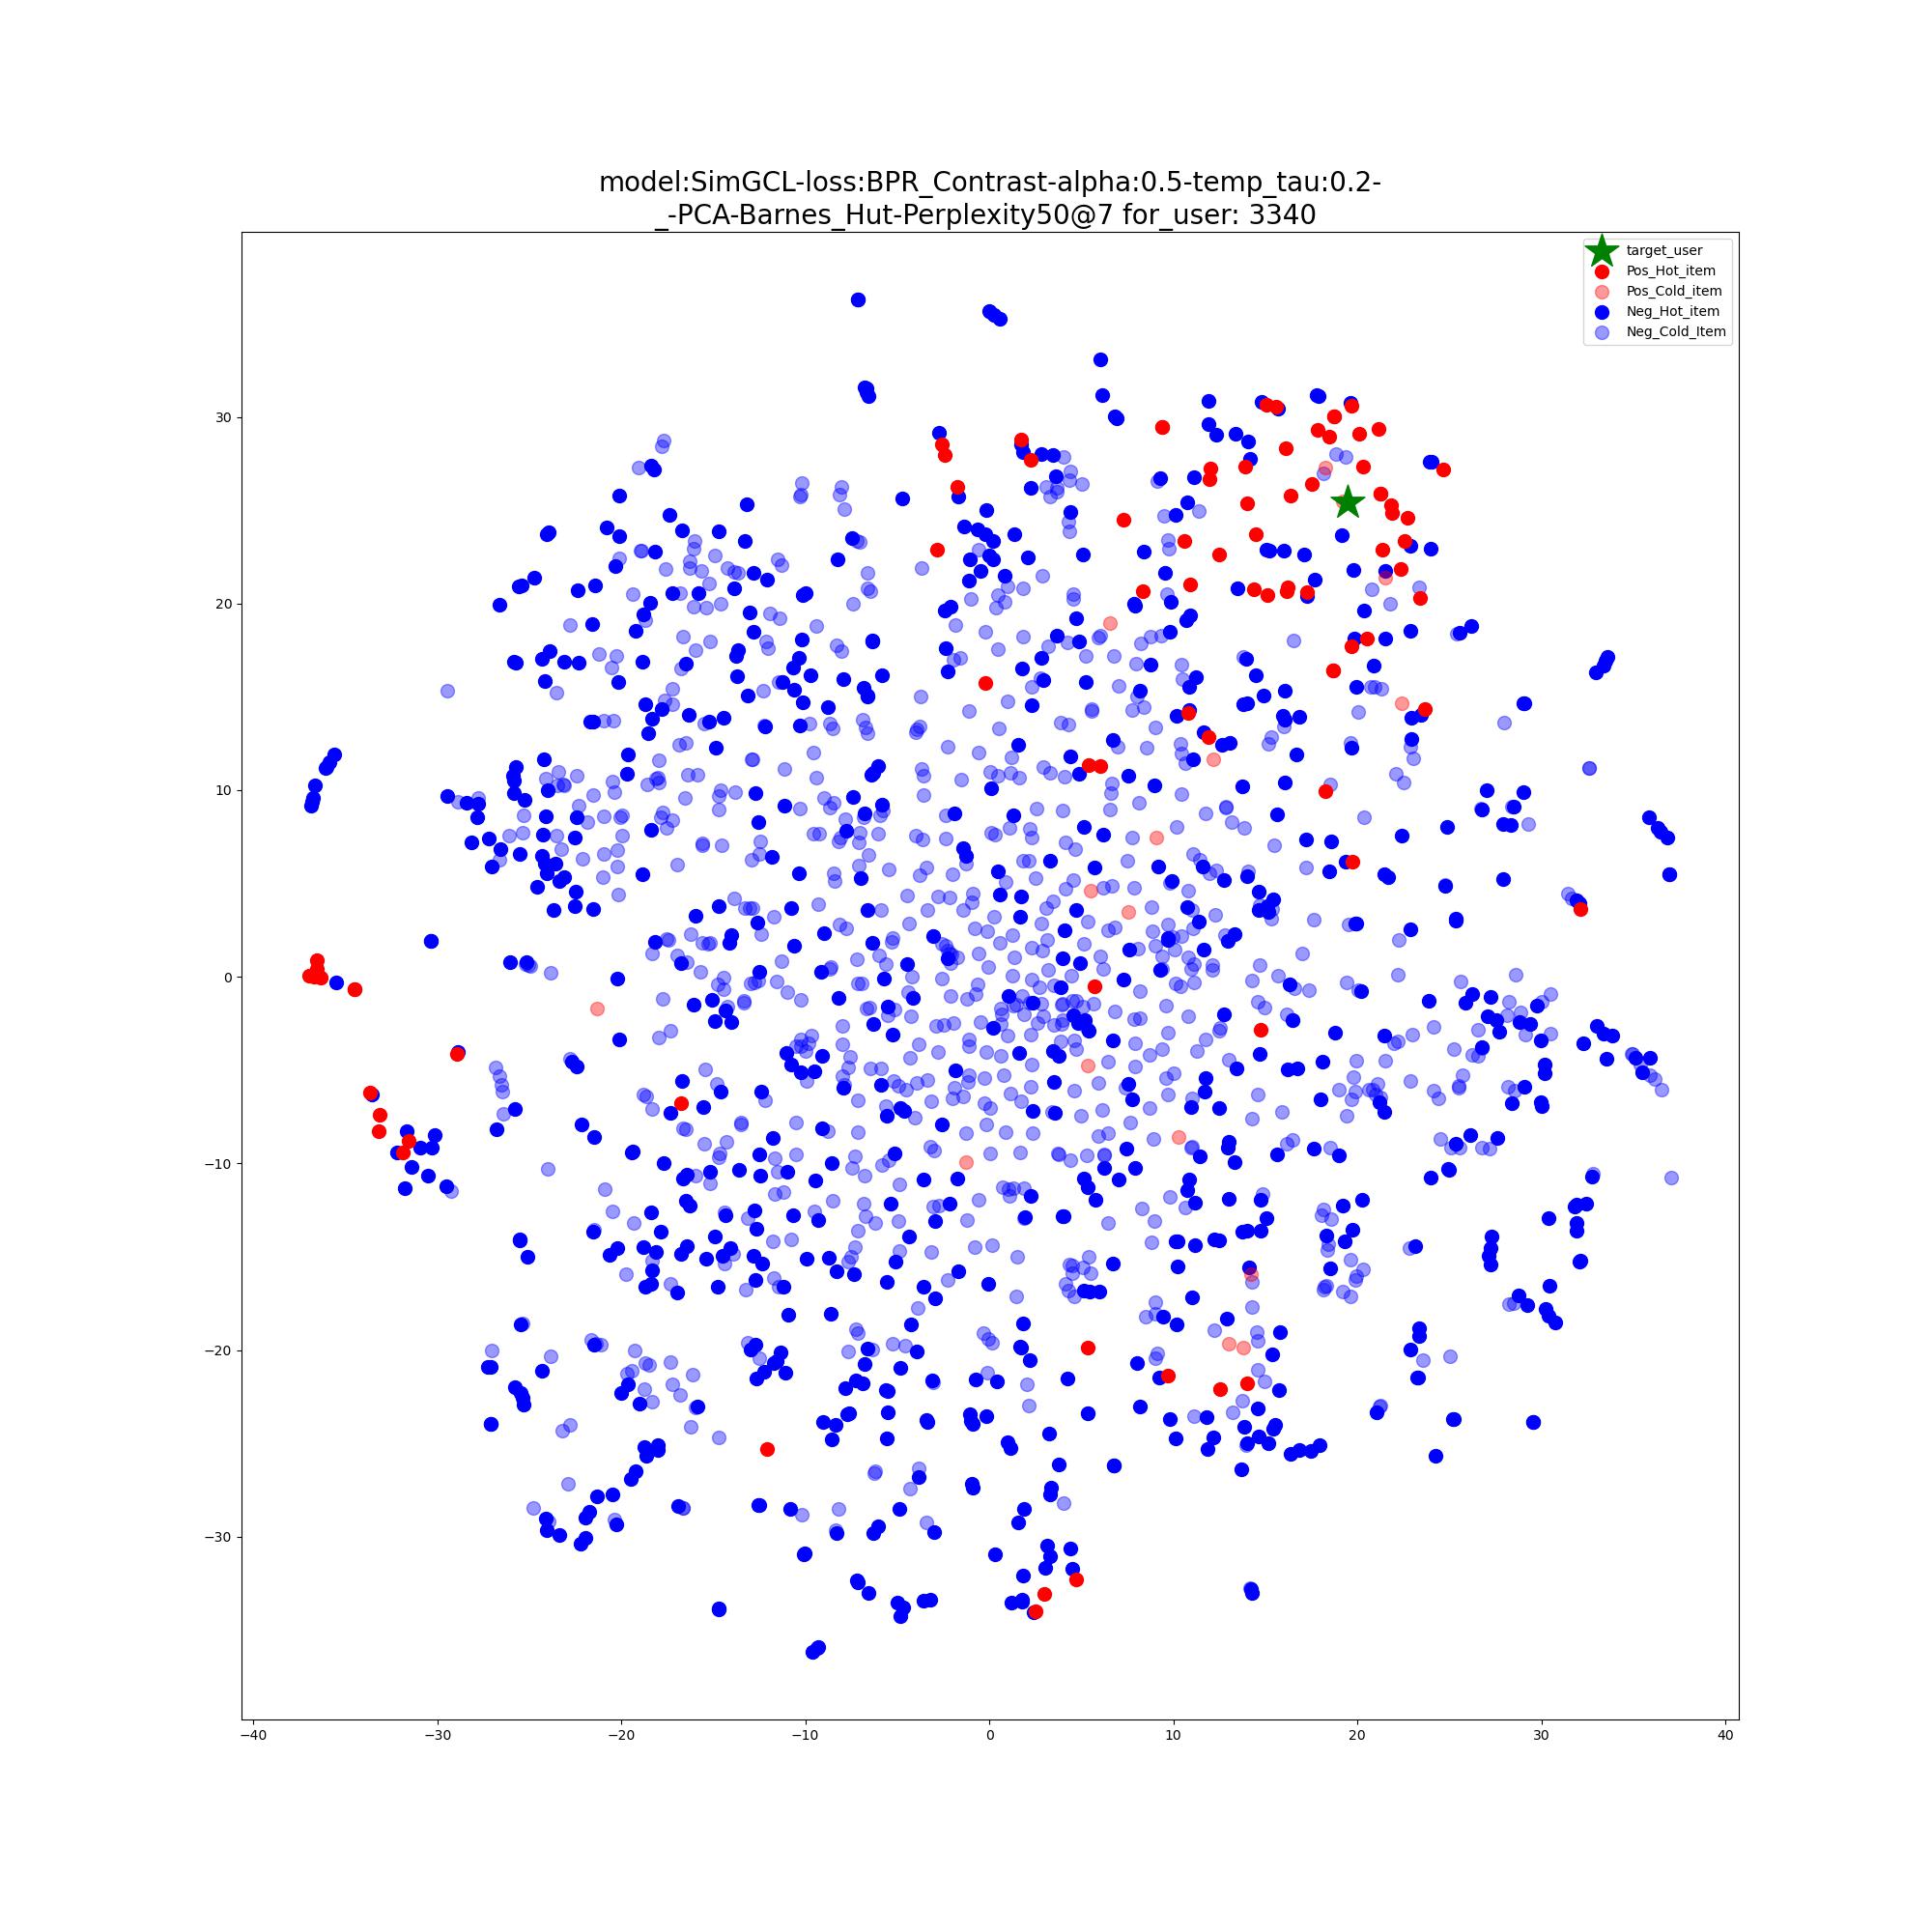 model:SimGCL-loss:BPR_Contrast-alpha:0.5-temp_tau:0.2-
_-PCA-Barnes_Hut-Perplexity50@7 for_user: 3340
target_user
Pos_Hot_item
Pos_Cold_item
Neg_Hot_item
Neg_Cold_Item
30
20
10
0
−10
−20
−30
−40 −30 −20 −10 0 10 20 30 40